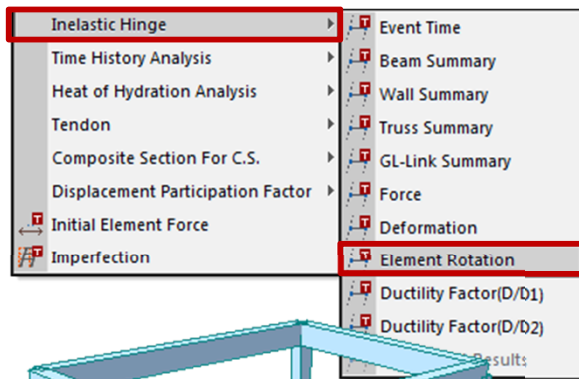 Inelastic Hinge
Time History Analysis
Heat of Hydration Analysis
Tendon
Composite Section For C.S.
Displacement Participation Factor
Initial Element Force
Imperfection
Event Time
Beam Summary
Wall Summary
Truss Summary
GL-Link Summary
Force
Deformation
Element Rotation
Ductility Factor(D/D1)
Ductility Factor(D/D2)
Results